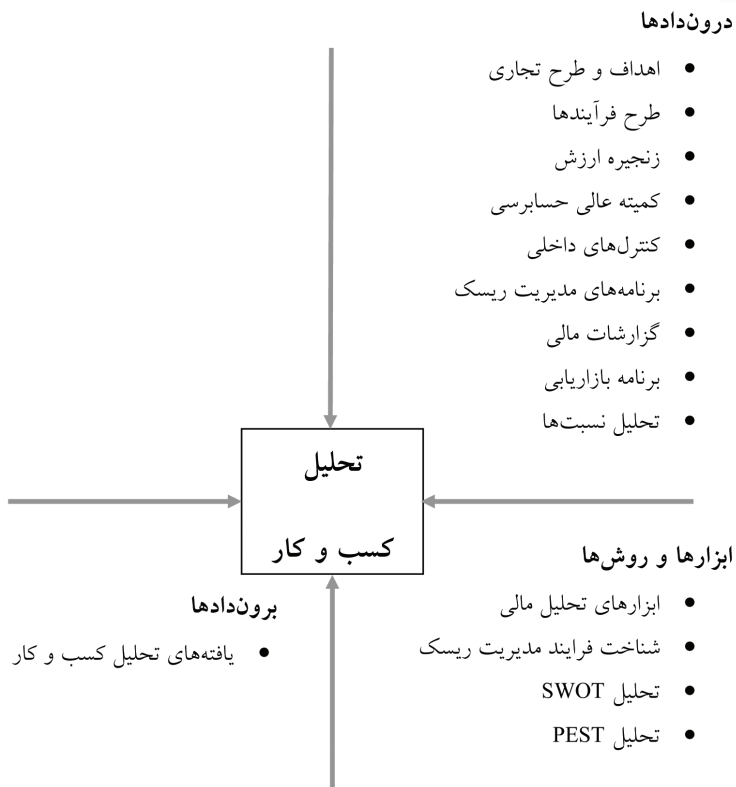 درون‌دادها
• اهداف و طرح تجاری
• طرح فرآیندها
• زنجیره ارزش
• کمیته عالی حسابرسی
• کنترل‌های داخلی
• برنامه‌های مدیریت ریسک
• گزارشات مالی
• برنامه بازاریابی
• تحلیل نسبت‌ها
تحلیل
کسب و کار
ابزارها و روش‌ها
• ابزارهای تحلیل مالی
• شناخت فرایند مدیریت ریسک
• تحلیل SWOT
• تحلیل PEST
برون‌دادها
• یافته‌های تحلیل کسب و کار